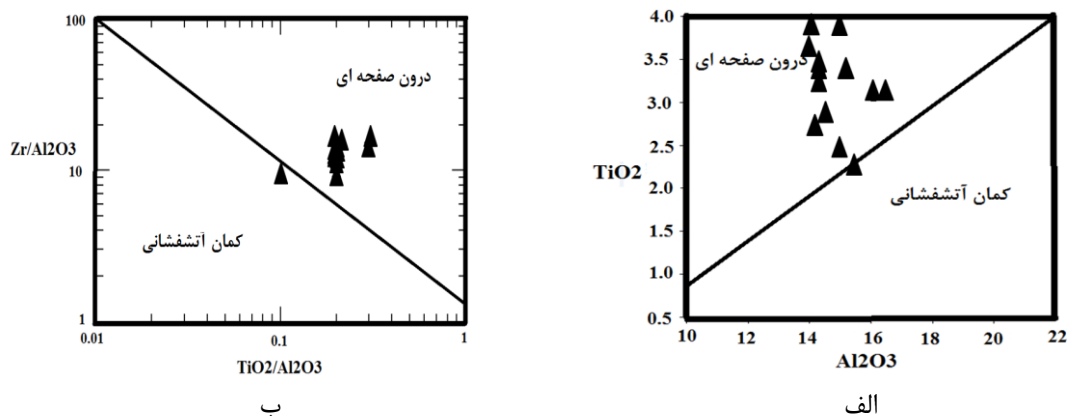 100
10
1
Zr/Al2O3
درون صفحه ای
کمان آتشفشانی
0.01
0.1
1
TiO2/Al2O3
ب
4.0
3.5
3.0
2.5
2.0
1.5
1.0
0.5
TiO2
درون صفحه ای
کمان آتشفشانی
10
12
14
16
18
20
22
Al2O3
الف